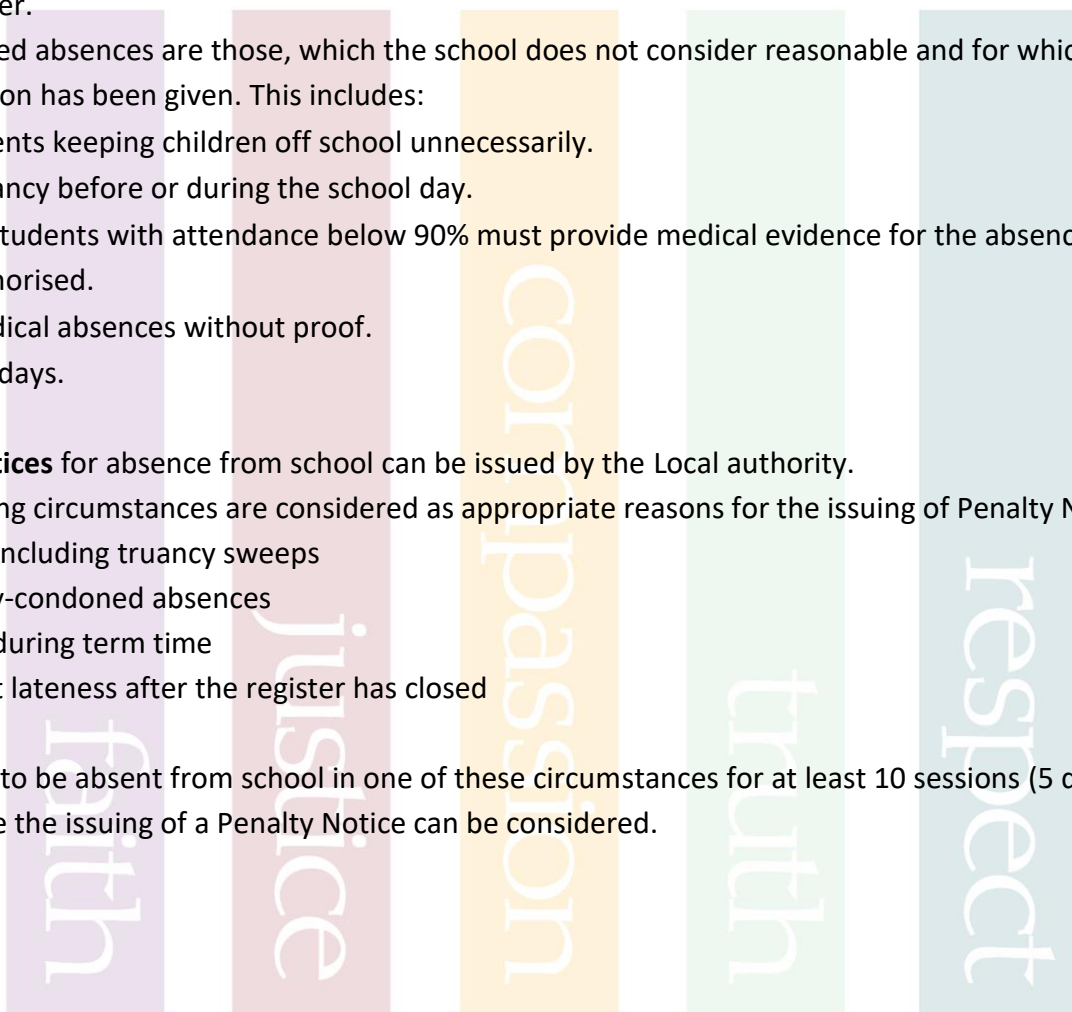 er.
ed absences are those, which the school does not consider reasonable and for whic
on has been given. This includes:
ents keeping children off school unnecessarily.
ancy before or during the school day.
tudents with attendance below 90% must provide medical evidence for the absenc
horised.
dical absences without proof.
days.
tices for absence from school can be issued by the Local authority.
ng circumstances are considered as appropriate reasons for the issuing of Penalty N
ncluding truancy sweeps
y-condoned absences
during term time
t lateness after the register has closed
to be absent from school in one of these circumstances for at least 10 sessions (5 d
e the issuing of a Penalty Notice can be considered.
faith
justice
compassion
truth
respect